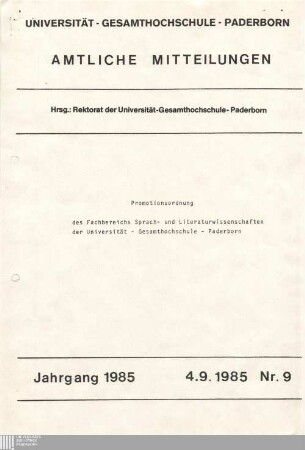 UNIVERSITÄT - GESAMTHOCHSCHULE - PADERBORN
AMTLICHE MITTEILUNGEN
Hrsg.: Rektorat der Universität-Gesamthochschule- Paderborn
Promotionsordnung
des Fachbereichs Sprach- und Literaturwissenschaften
der Universität - Gesamthochschule - Paderborn
Jahrgang 1985 4.9.1985 Nr. 9